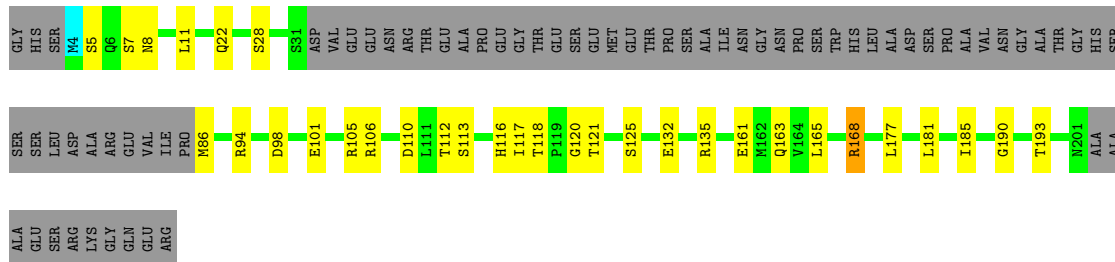 GLY HIS SER M4 S5 Q6 S7 N8 L11 Q22 S28 S31 ASP VAL GLU GLU ASN ARG THR GLU ALA PRO GLU GLY THR GLU SER GLU MET GLU THR PRO SER ALA ILE ASN GLY ASN PRO SER TRP HIS LEU ALA ASP SER PRO ALA VAL ASN GLY ALA THR GLY HIS SER
SER SER LEU ASP ALA ARG GLU VAL ILE PRO M86 R94 D98 E101 R105 R106 D110 L111 T112 S113 H116 I117 T118 P119 G120 T121 S125 E132 R135 E161 M162 Q163 V164 L165 R168 L177 L181 I185 G190 T193 N201 ALA ALA
ALA GLU SER ARG LYS GLY GLN GLU ARG